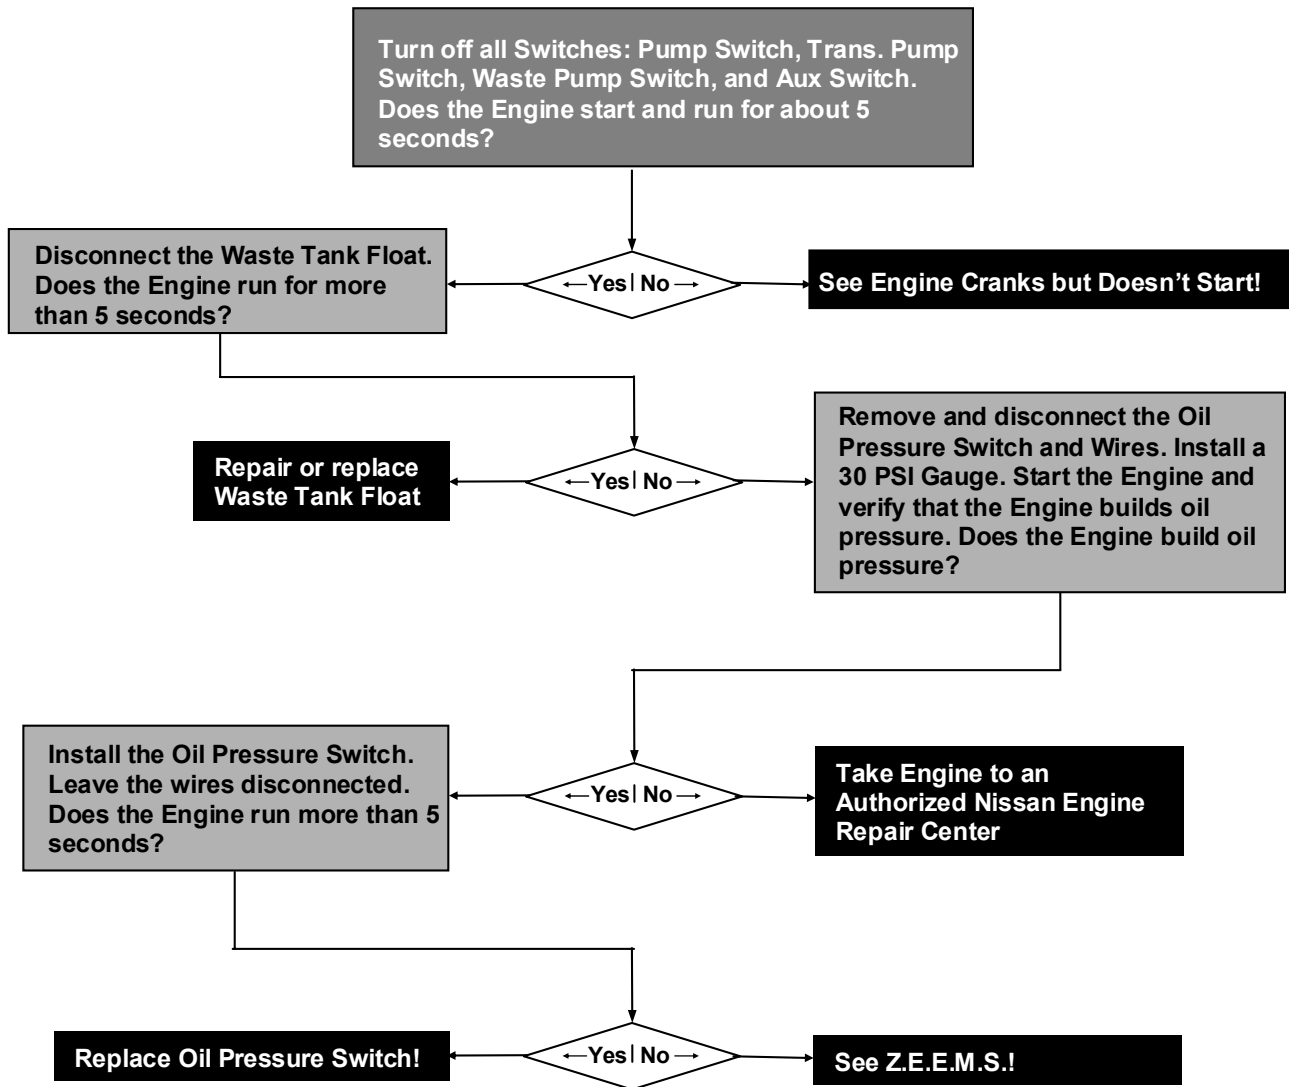 Turn off all Switches: Pump Switch, Trans. Pump
Switch, Waste Pump Switch, and Aux Switch.
Does the Engine start and run for about 5
seconds?
Disconnect the Waste Tank Float.
Does the Engine run for more
than 5 seconds?
←Yes| No →
See Engine Cranks but Doesn't Start!
Repair or replace
Waste Tank Float
←Yes| No →
Remove and disconnect the Oil
Pressure Switch and Wires. Install a
30 PSI Gauge. Start the Engine and
verify that the Engine builds oil
pressure. Does the Engine build oil
pressure?
Install the Oil Pressure Switch.
Leave the wires disconnected.
Does the Engine run more than 5
seconds?
←Yes| No →
Take Engine to an
Authorized Nissan Engine
Repair Center
Replace Oil Pressure Switch!
←Yes| No →
See Z.E.E.M.S.!